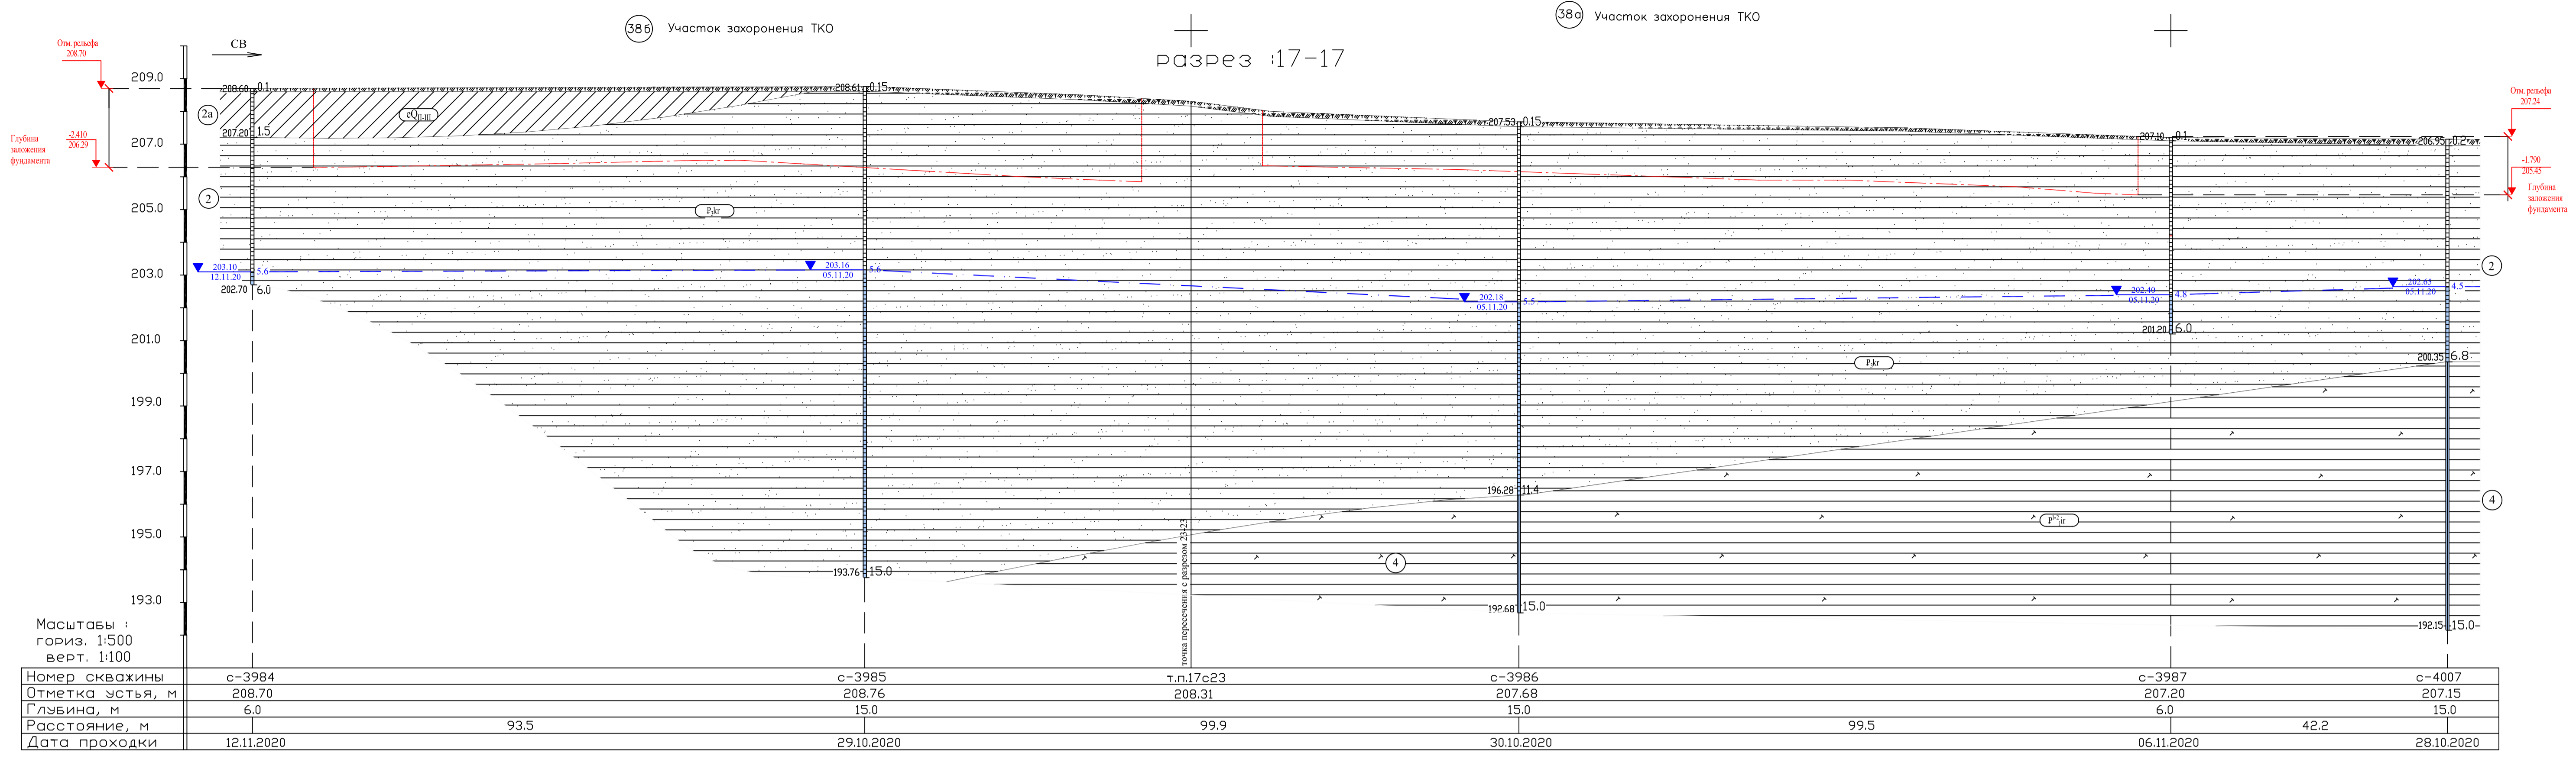 38б Участок захоронения ТКО
38а Участок захоронения ТКО
разрез :17-17
СВ
Отм. рельефа
208.70
Отм. рельефа
207.24
209.0
207.0
205.0
203.0
201.0
199.0
197.0
195.0
193.0
208.60 0.1
208.61 0.15
207.53 0.15
207.10 0.1
206.95 0.2
2а
eQII-III
207.20 1.5
-2.410
206.29
Глубина
заложения
фундамента
-1.790
205.45
Глубина
заложения
фундамента
2
P3kr
203.10
12.11.20
5.6
203.16
05.11.20
5.6
202.18
05.11.20
5.5
202.40
05.11.20
4.8
202.65
05.11.20
4.5
2
202.70 6.0
201.20 6.0
200.35 6.8
P3kr
196.28 11.4
4
4
193.76 15.0
192.68 15.0
192.15 15.0
точка пересечения с разрезом 23-23
Масштабы :
гориз. 1:500
верт. 1:100
Номер скважины с-3984 с-3985 т.п.17с23 с-3986 с-3987 с-4007
Отметка устья, м 208.70 208.76 208.31 207.68 207.20 207.15
Глубина, м 6.0 15.0 15.0 6.0 15.0
Расстояние, м 93.5 99.9 99.5 42.2
Дата проходки 12.11.2020 29.10.2020 30.10.2020 06.11.2020 28.10.2020